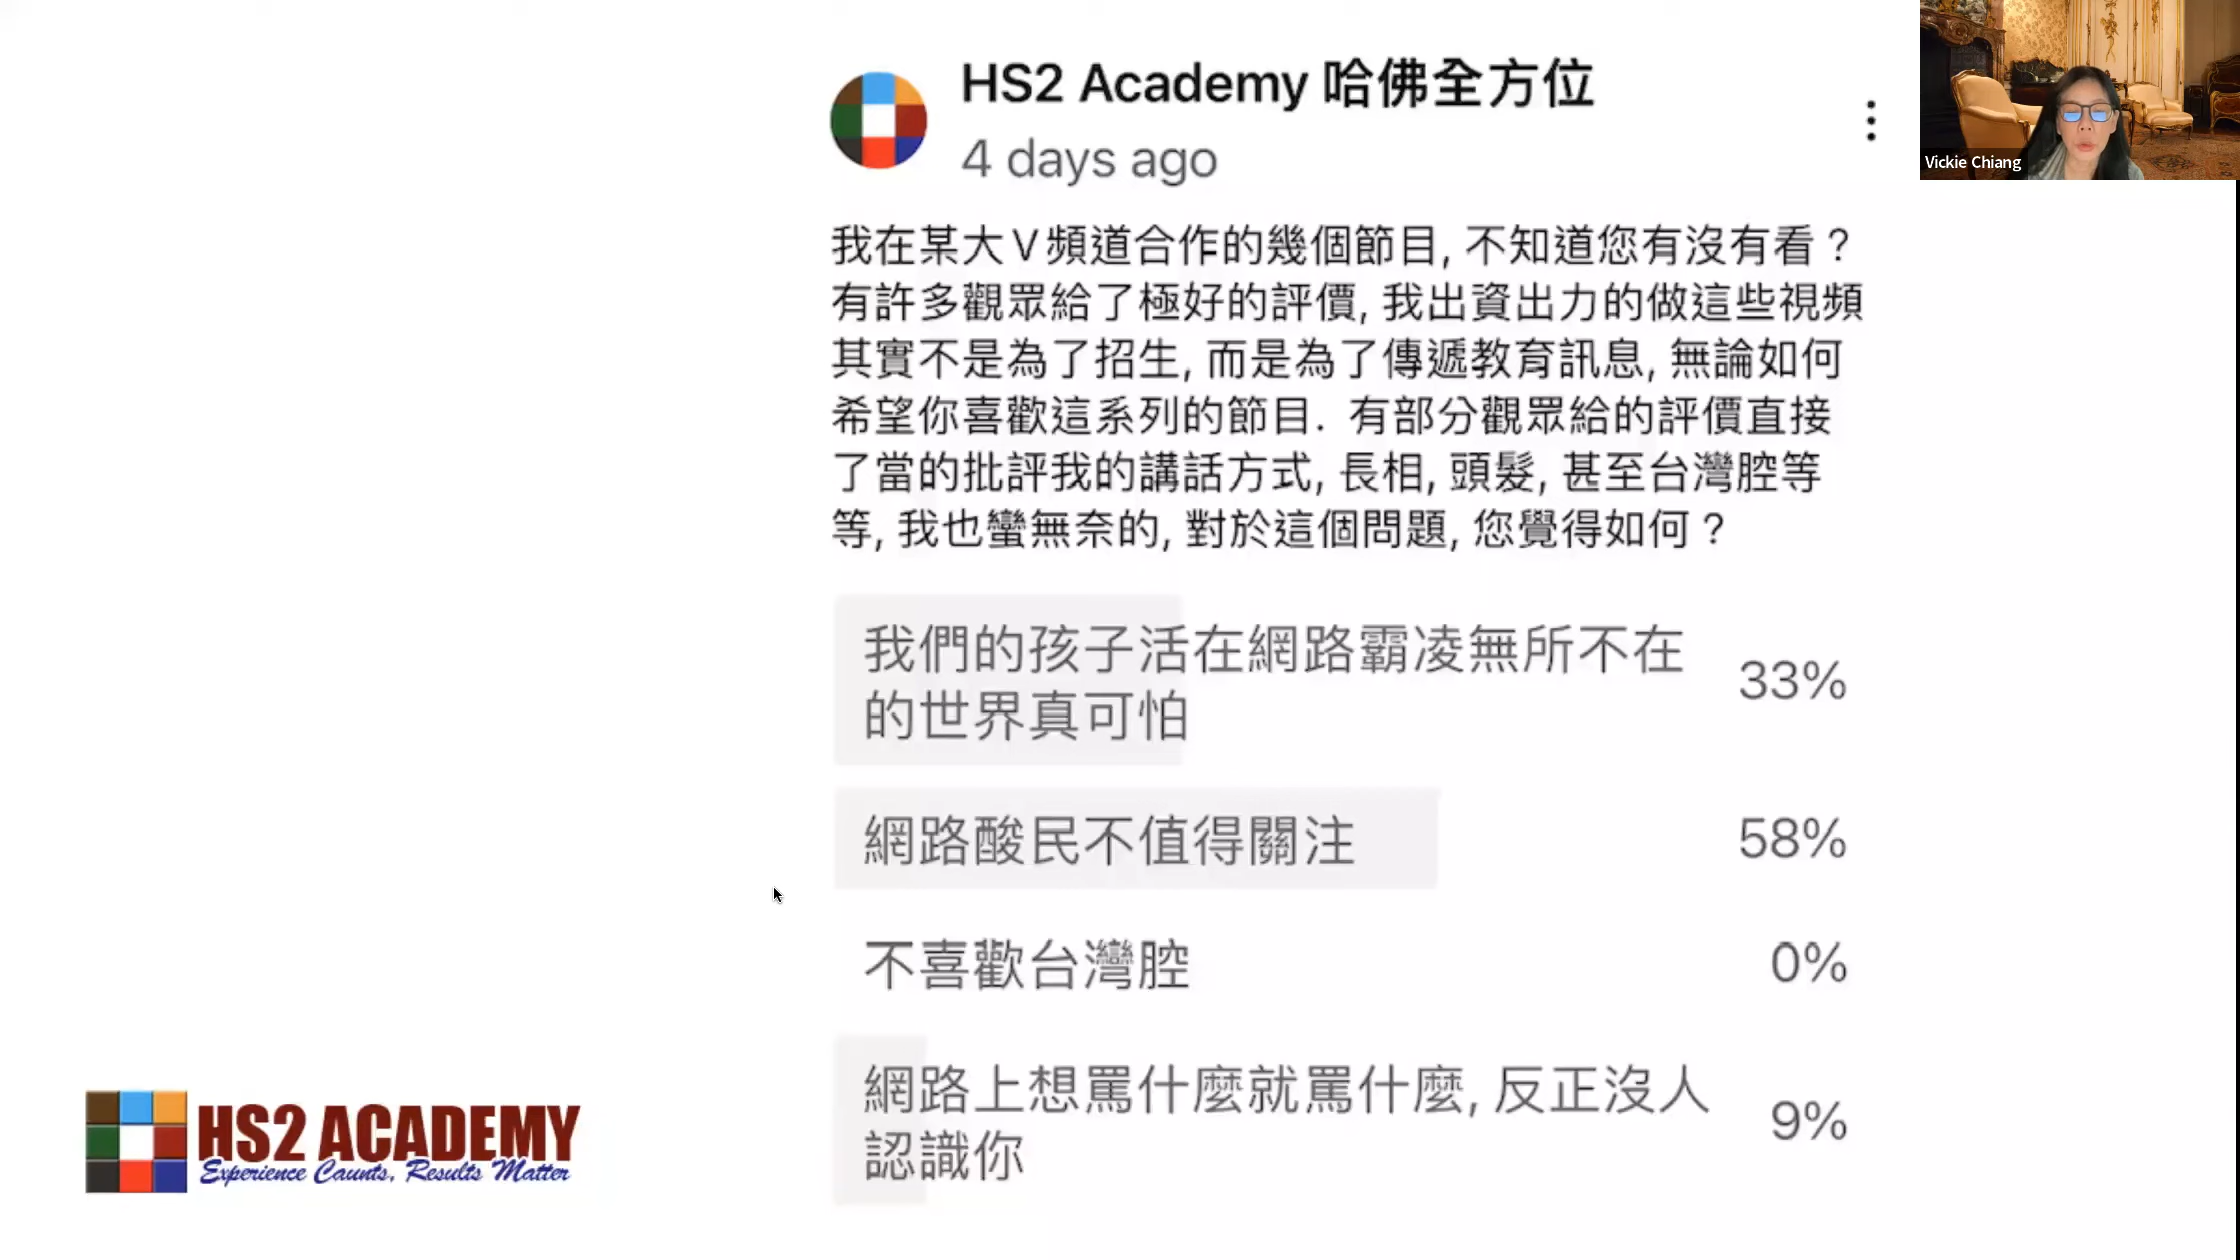 HS2 Academy 哈佛全方位
4 days ago
Vickie Chiang
我在某大V頻道合作的幾個節目, 不知道您有沒有看？
有許多觀眾給了極好的評價, 我出資出力的做這些視頻
其實不是為了招生, 而是為了傳遞教育訊息, 無論如何
希望你喜歡這系列的節目. 有部分觀眾給的評價直接
了當的批評我的講話方式, 長相, 頭髮, 甚至台灣腔等
等, 我也蠻無奈的, 對於這個問題, 您覺得如何？
我們的孩子活在網路霸凌無所不在
的世界真可怕
33%
網路酸民不值得關注
58%
不喜歡台灣腔
0%
網路上想罵什麼就罵什麼, 反正沒人
認識你
9%
HS2 ACADEMY
Experience Counts, Results Matter